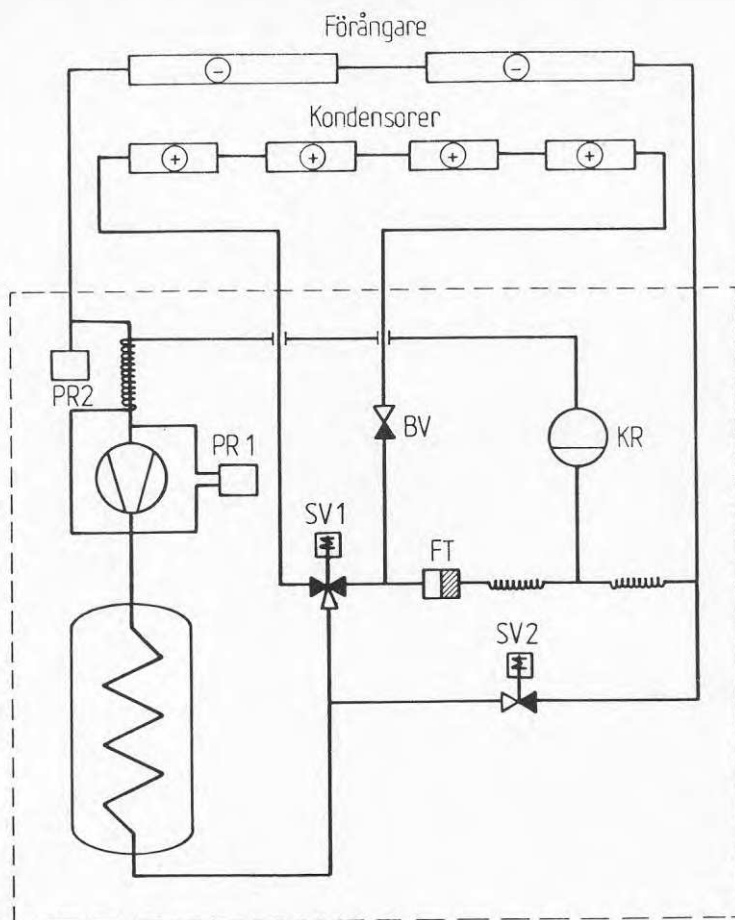 Förångare
Kondensorer
PR2
PR 1
BV
KR
SV1
FT
SV2